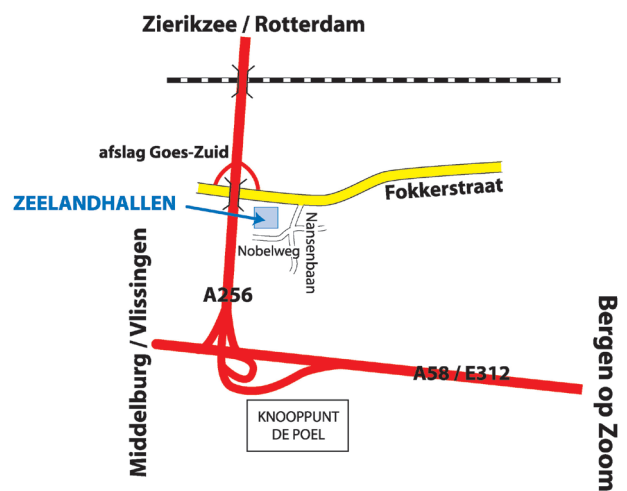 Zierikzee / Rotterdam
afslag Goes-Zuid
Fokkerstraat
ZEELANDHALLEN
Nansenbaan
Nobelweg
Middelburg / Vlissingen
A256
Bergen op Zoom
A58 / E312
KNOOPPUNT
DE POEL